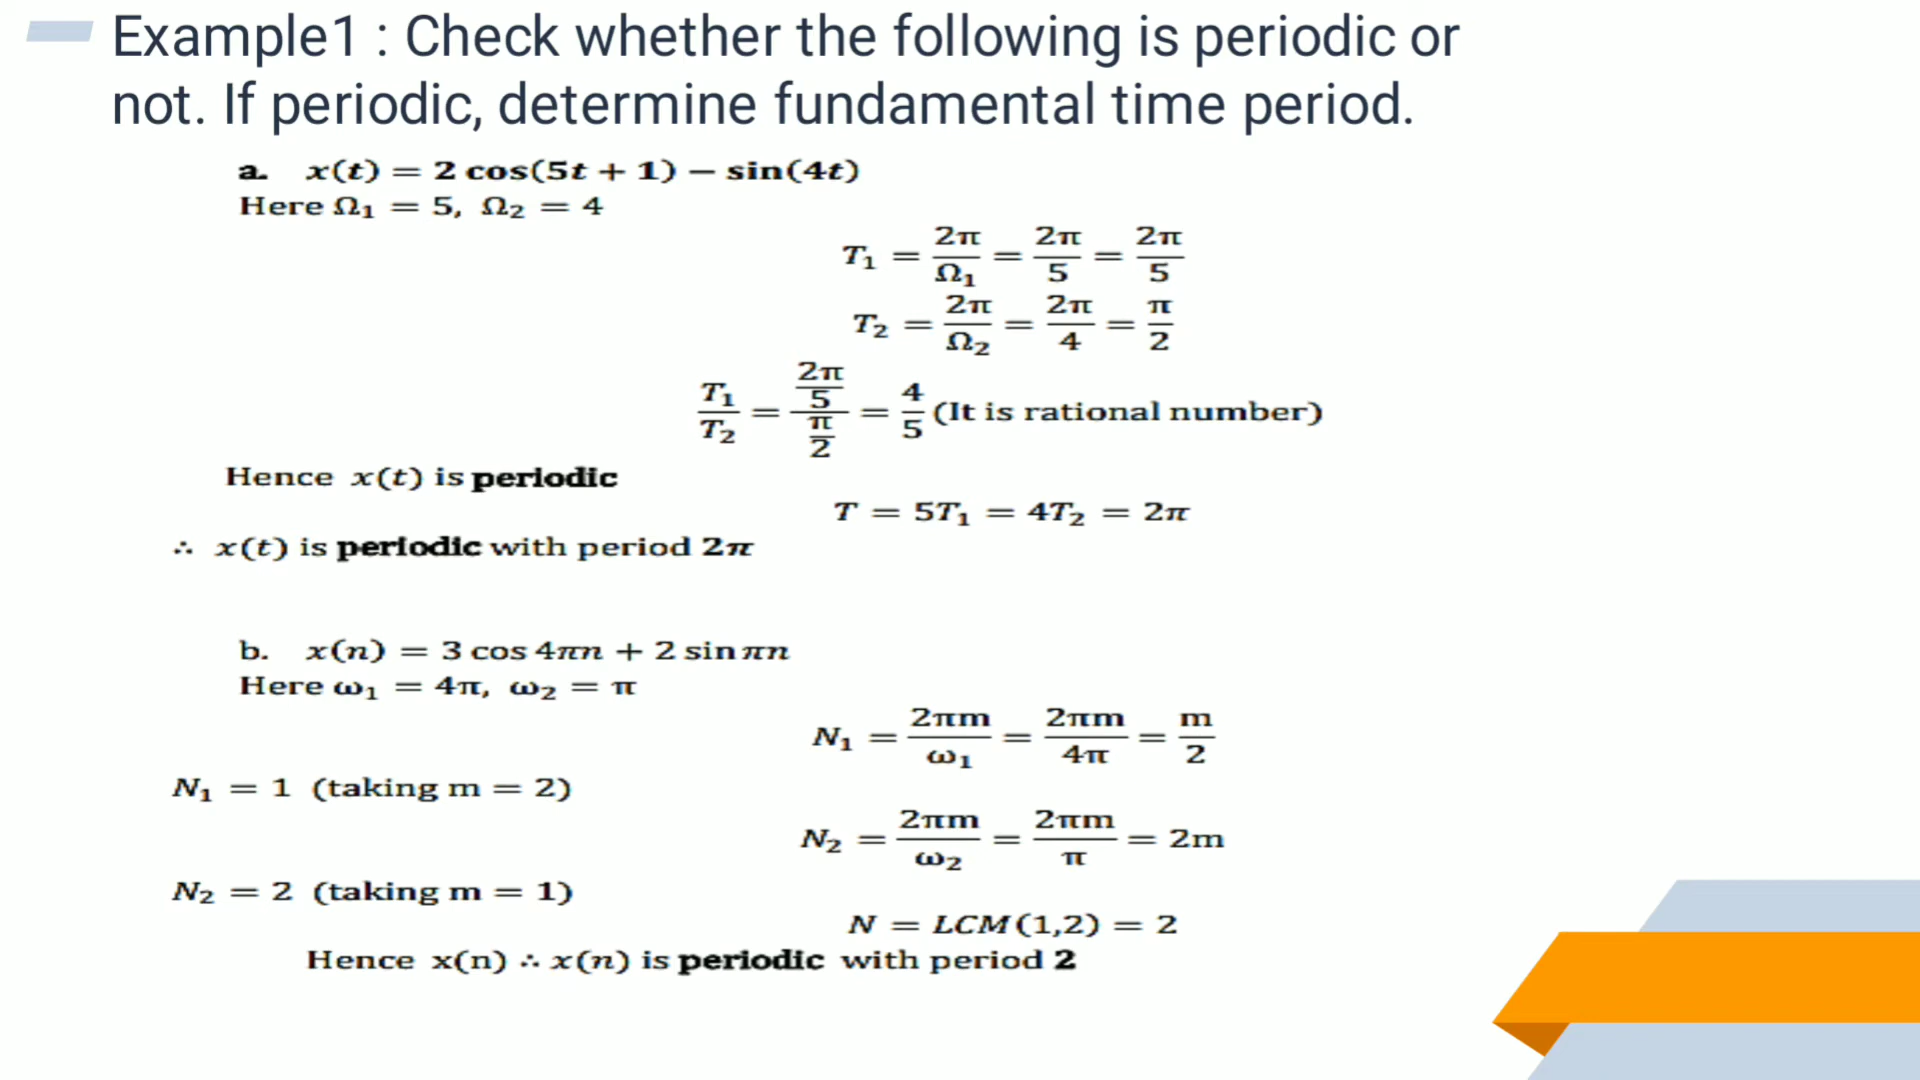 Example1 : Check whether the following is periodic or
not. If periodic, determine fundamental time period.
a. x(t) = 2 cos(5t + 1) − sin(4t)
Here Ω₁ = 5, Ω₂ = 4
T₁ = 2π/Ω₁ = 2π/5 = 2π/5
T₂ = 2π/Ω₂ = 2π/4 = π/2
T₁/T₂ = (2π/5)/(π/2) = 4/5 (It is rational number)
Hence x(t) is periodic
T = 5T₁ = 4T₂ = 2π
∴ x(t) is periodic with period 2π
b. x(n) = 3 cos 4πn + 2 sin πn
Here ω₁ = 4π, ω₂ = π
N₁ = 2πm/ω₁ = 2πm/4π = m/2
N₁ = 1 (taking m = 2)
N₂ = 2πm/ω₂ = 2πm/π = 2m
N₂ = 2 (taking m = 1)
N = LCM(1,2) = 2
Hence x(n) ∴ x(n) is periodic with period 2